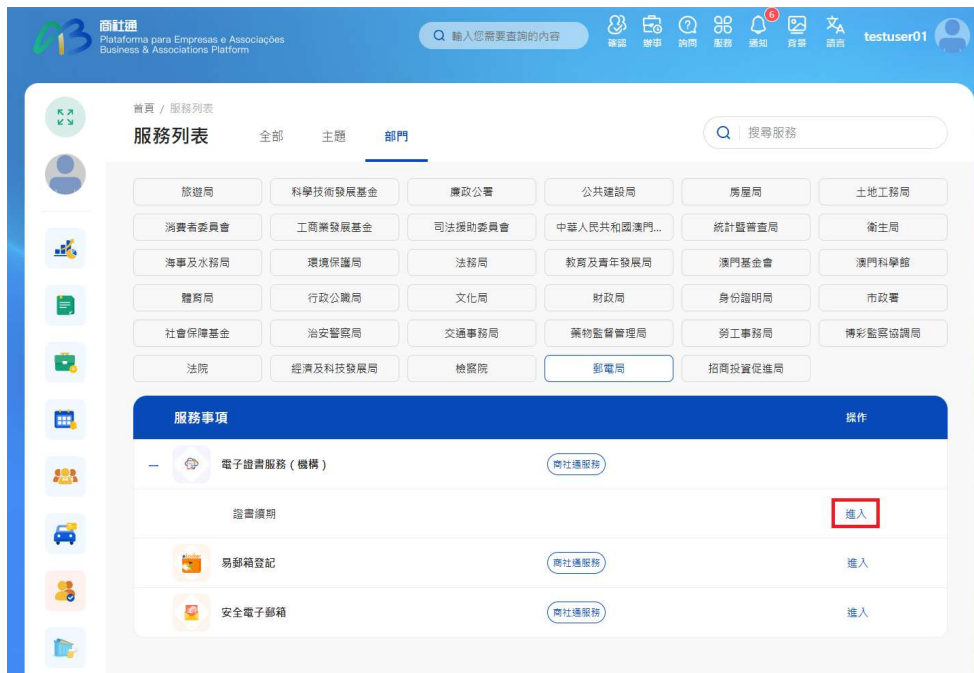 商社通
Plataforma para Empresas e Associações
Business & Associations Platform
輸入您需要查詢的內容
確認 辦事 詢問 服務 通知 6 背景 語言 testuser01
首頁 / 服務列表
服務列表 全部 主題 部門 搜尋服務
旅遊局 科學技術發展基金 廉政公署 公共建設局 房屋局 土地工務局
消費者委員會 工商業發展基金 司法援助委員會 中華人民共和國澳門... 統計暨普查局 衛生局
海事及水務局 環境保護局 法務局 教育及青年發展局 澳門基金會 澳門科學館
體育局 行政公職局 文化局 財政局 身份證明局 市政署
社會保障基金 治安警察局 交通事務局 藥物監督管理局 勞工事務局 博彩監察協調局
法院 經濟及科技發展局 檢察院 郵電局 招商投資促進局
服務事項 操作
電子證書服務（機構） 商社通服務
證書續期 進入
易郵箱登記 商社通服務 進入
安全電子郵箱 商社通服務 進入